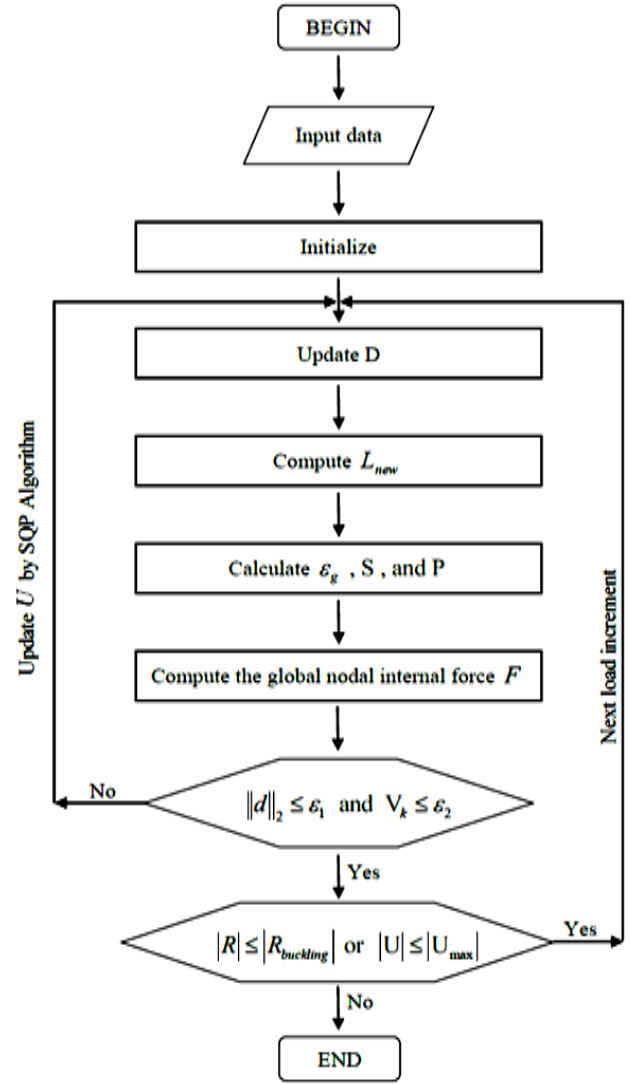 BEGIN
Input data
Initialize
Update D
Compute L_new
Calculate ε_g , S , and P
Compute the global nodal internal force F
‖d‖₂ ≤ ε₁ and V_k ≤ ε₂
No
Update U by SQP Algorithm
Yes
|R| ≤ |R_buckling| or |U| ≤ |U_max|
Yes
Next load increment
No
END